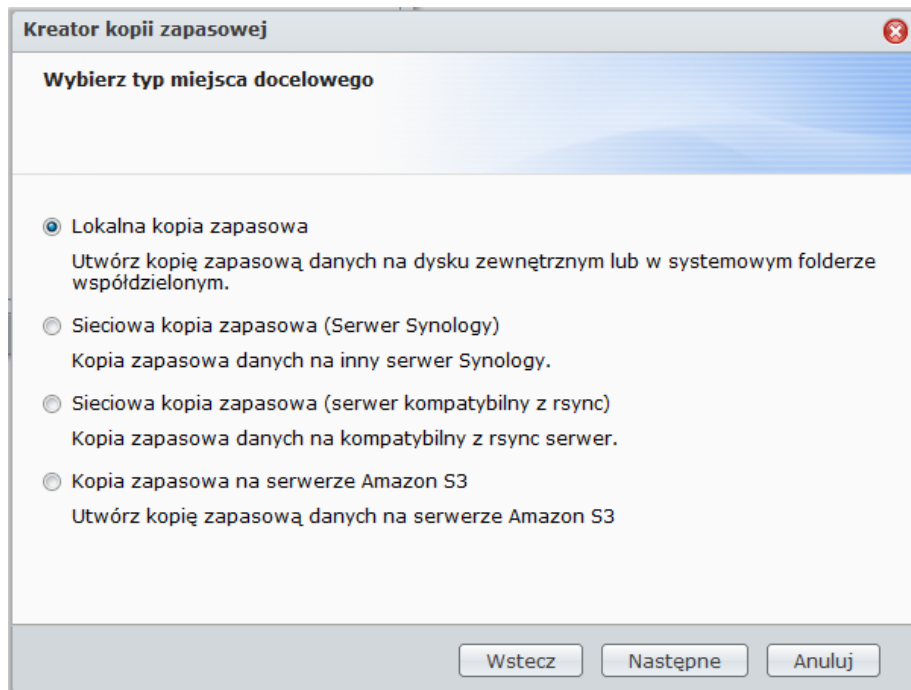 Kreator kopii zapasowej
Wybierz typ miejsca docelowego
Lokalna kopia zapasowa
Utwórz kopię zapasową danych na dysku zewnętrznym lub w systemowym folderze
współdzielonym.
Sieciowa kopia zapasowa (Serwer Synology)
Kopia zapasowa danych na inny serwer Synology.
Sieciowa kopia zapasowa (serwer kompatybilny z rsync)
Kopia zapasowa danych na kompatybilny z rsync serwer.
Kopia zapasowa na serwerze Amazon S3
Utwórz kopię zapasową danych na serwerze Amazon S3
Wstecz Następne Anuluj